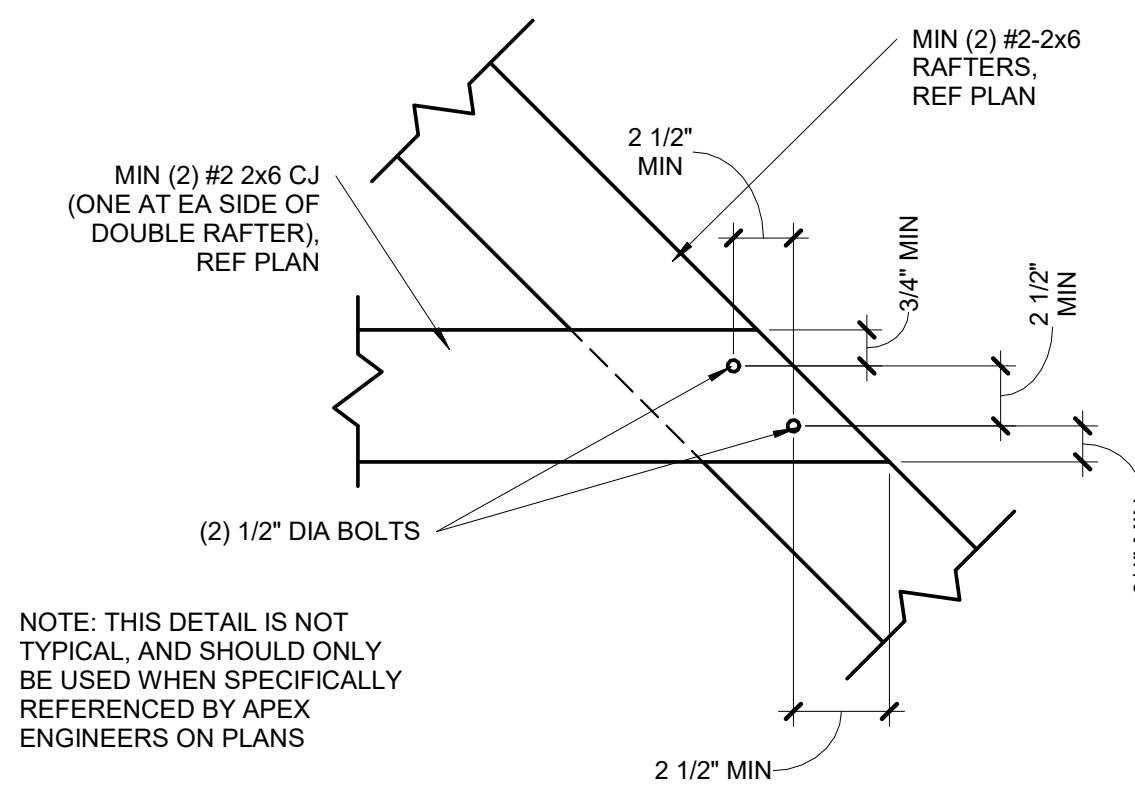 MIN (2) #2-2x6
RAFTERS,
REF PLAN
2 1/2"
MIN
MIN (2) #2 2x6 CJ
(ONE AT EA SIDE OF
DOUBLE RAFTER),
REF PLAN
3/4" MIN
2 1/2"
MIN
(2) 1/2" DIA BOLTS
NOTE: THIS DETAIL IS NOT
TYPICAL, AND SHOULD ONLY
BE USED WHEN SPECIFICALLY
REFERENCED BY APEX
ENGINEERS ON PLANS
2 1/2" MIN